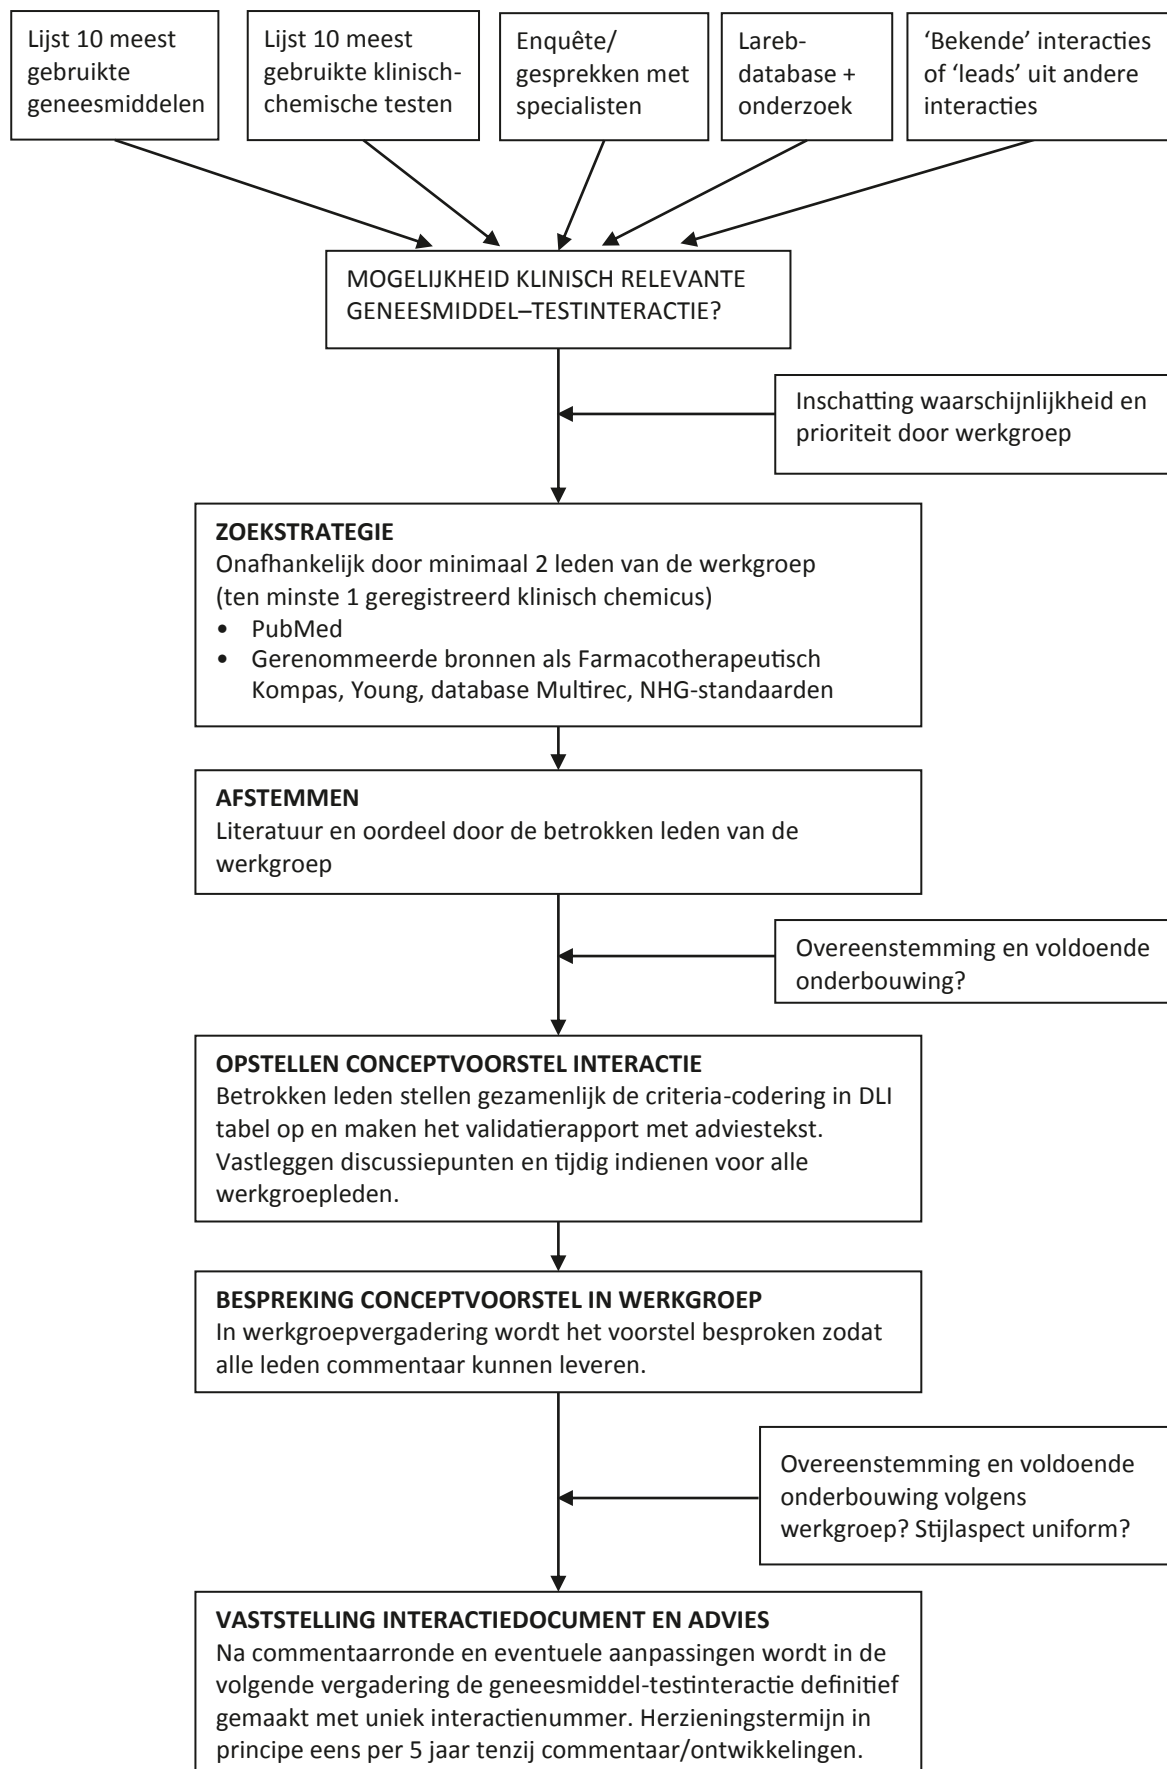 Lijst 10 meest
gebruikte
geneesmiddelen
Lijst 10 meest
gebruikte klinisch-
chemische testen
Enquête/
gesprekken met
specialisten
Lareb-
database +
onderzoek
‘Bekende’ interacties
of ‘leads’ uit andere
interacties
MOGELIJKHEID KLINISCH RELEVANTE
GENEESMIDDEL–TESTINTERACTIE?
Inschatting waarschijnlijkheid en
prioriteit door werkgroep
ZOEKSTRATEGIE
Onafhankelijk door minimaal 2 leden van de werkgroep
(ten minste 1 geregistreerd klinisch chemicus)
• PubMed
• Gerenommeerde bronnen als Farmacotherapeutisch
Kompas, Young, database Multirec, NHG-standaarden
AFSTEMMEN
Literatuur en oordeel door de betrokken leden van de
werkgroep
Overeenstemming en voldoende
onderbouwing?
OPSTELLEN CONCEPTVOORSTEL INTERACTIE
Betrokken leden stellen gezamenlijk de criteria-codering in DLI
tabel op en maken het validatierapport met adviestekst.
Vastleggen discussiepunten en tijdig indienen voor alle
werkgroepleden.
BESPREKING CONCEPTVOORSTEL IN WERKGROEP
In werkgroepvergadering wordt het voorstel besproken zodat
alle leden commentaar kunnen leveren.
Overeenstemming en voldoende
onderbouwing volgens
werkgroep? Stijlaspect uniform?
VASTSTELLING INTERACTIEDOCUMENT EN ADVIES
Na commentaarronde en eventuele aanpassingen wordt in de
volgende vergadering de geneesmiddel-testinteractie definitief
gemaakt met uniek interactienummer. Herzieningstermijn in
principe eens per 5 jaar tenzij commentaar/ontwikkelingen.